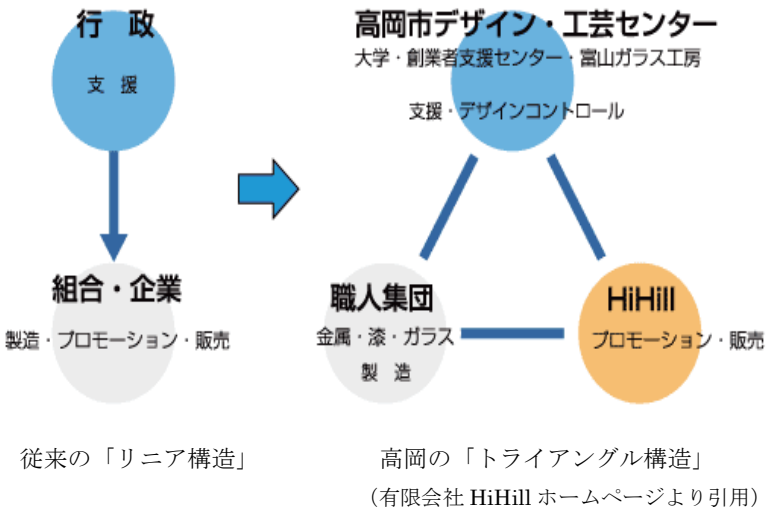 行 政
支 援
組合・企業
製造・プロモーション・販売
従来の「リニア構造」
高岡市デザイン・工芸センター
大学・創業者支援センター・富山ガラス工房
支援・デザインコントロール
職人集団
金属・漆・ガラス
製 造
HiHill
プロモーション・販売
高岡の「トライアングル構造」
（有限会社 HiHill ホームページより引用）